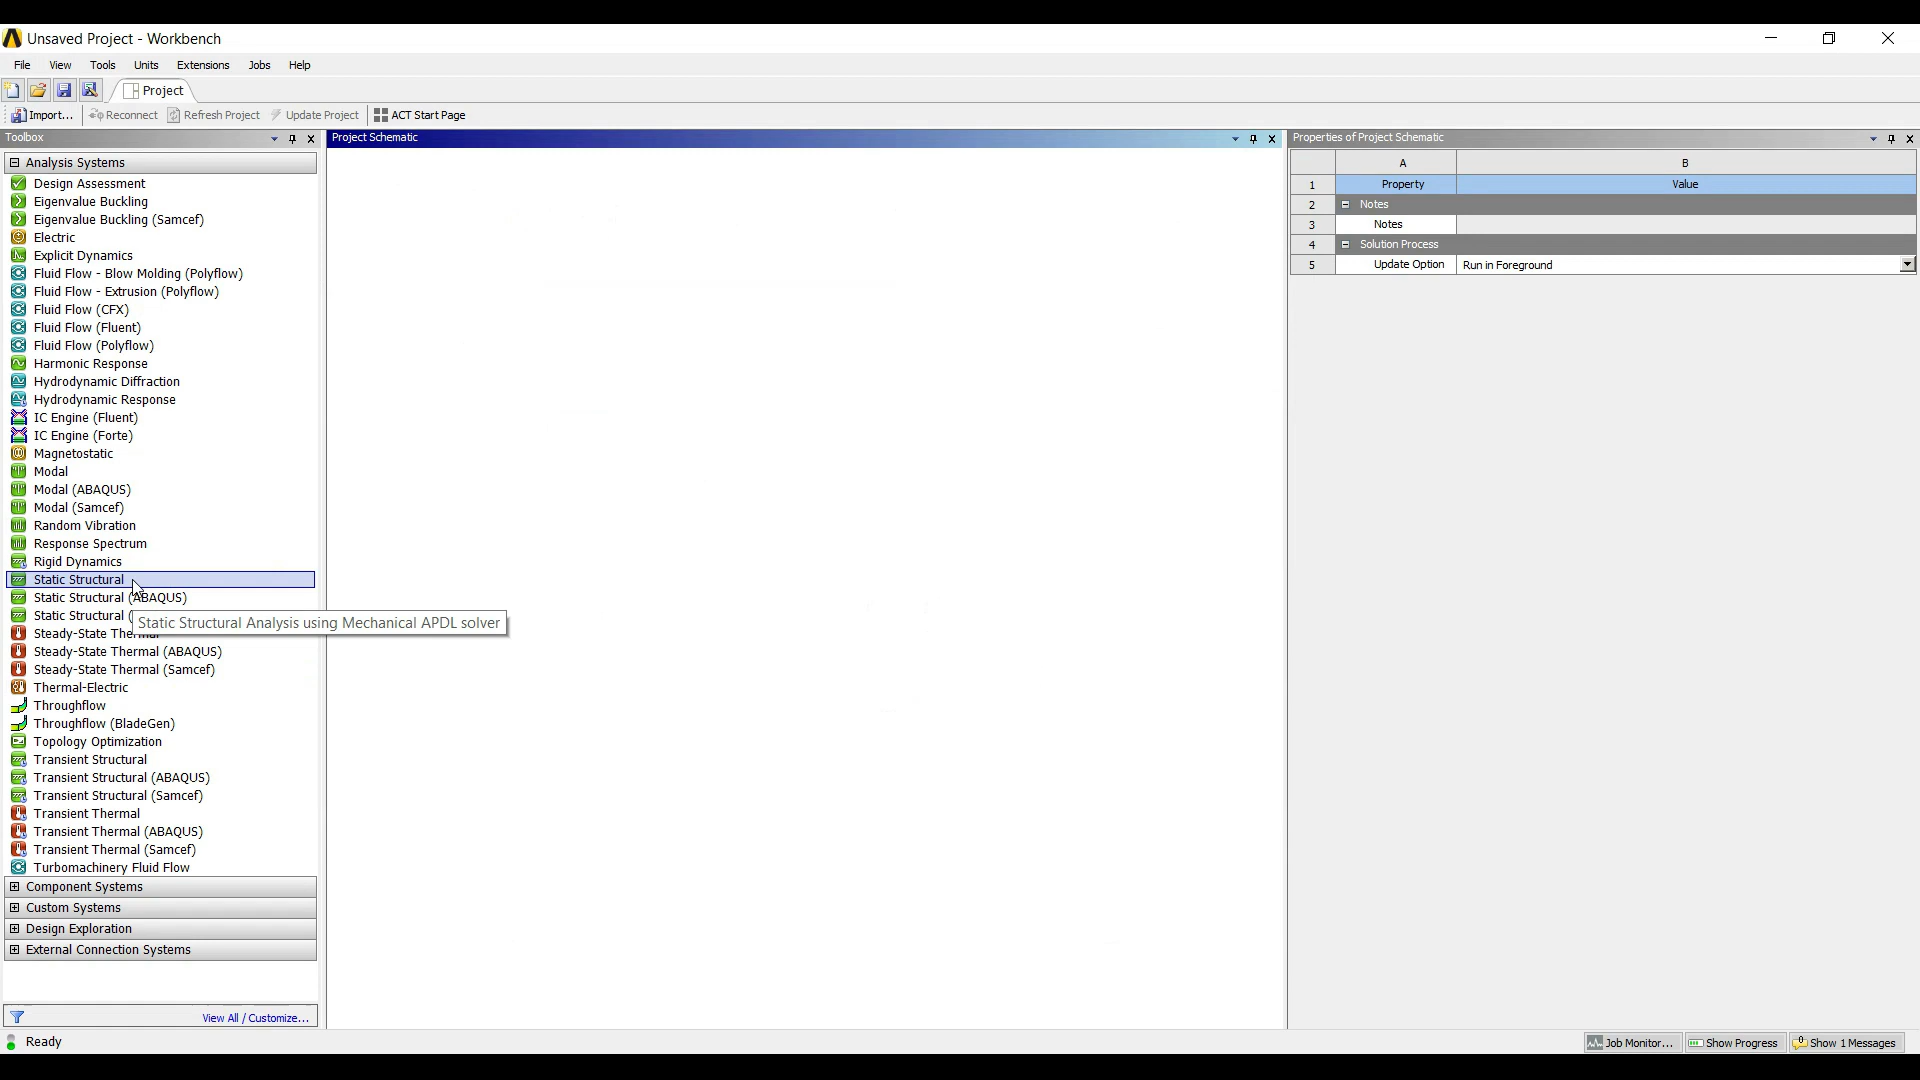 Unsaved Project - Workbench
File View Tools Units Extensions Jobs Help
Project
Import... Reconnect Refresh Project Update Project ACT Start Page
Toolbox
Analysis Systems
Design Assessment
Eigenvalue Buckling
Eigenvalue Buckling (Samcef)
Electric
Explicit Dynamics
Fluid Flow - Blow Molding (Polyflow)
Fluid Flow - Extrusion (Polyflow)
Fluid Flow (CFX)
Fluid Flow (Fluent)
Fluid Flow (Polyflow)
Harmonic Response
Hydrodynamic Diffraction
Hydrodynamic Response
IC Engine (Fluent)
IC Engine (Forte)
Magnetostatic
Modal
Modal (ABAQUS)
Modal (Samcef)
Random Vibration
Response Spectrum
Rigid Dynamics
Static Structural
Static Structural (ABAQUS)
Static Structural (
Static Structural Analysis using Mechanical APDL solver
Steady-State Thermal
Steady-State Thermal (ABAQUS)
Steady-State Thermal (Samcef)
Thermal-Electric
Throughflow
Throughflow (BladeGen)
Topology Optimization
Transient Structural
Transient Structural (ABAQUS)
Transient Structural (Samcef)
Transient Thermal
Transient Thermal (ABAQUS)
Transient Thermal (Samcef)
Turbomachinery Fluid Flow
Component Systems
Custom Systems
Design Exploration
External Connection Systems
View All / Customize...
Project Schematic
Properties of Project Schematic
A B
1 Property Value
2 Notes
3 Notes
4 Solution Process
5 Update Option Run in Foreground
Ready
Job Monitor... Show Progress Show 1 Messages